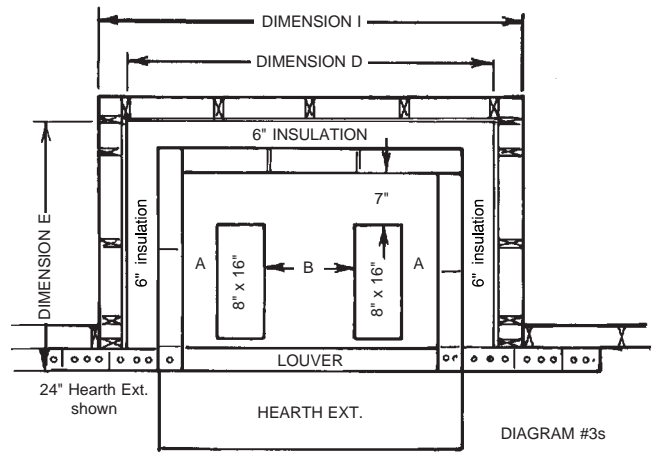 DIMENSION I
DIMENSION D
6" INSULATION
DIMENSION E
6" insulation
7"
A
8" x 16"
B
8" x 16"
A
6" insulation
LOUVER
24" Hearth Ext.
shown
HEARTH EXT.
DIAGRAM #3s